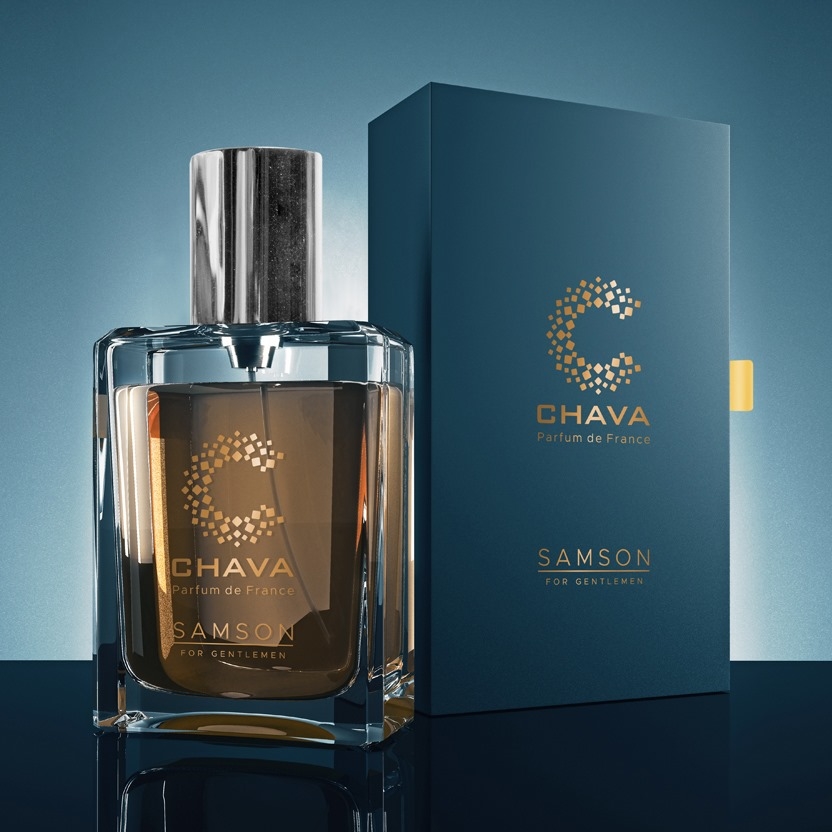 CHAVA
Parfum de France
SAMSON
FOR GENTLEMEN
CHAVA
Parfum de France
SAMSON
FOR GENTLEMEN